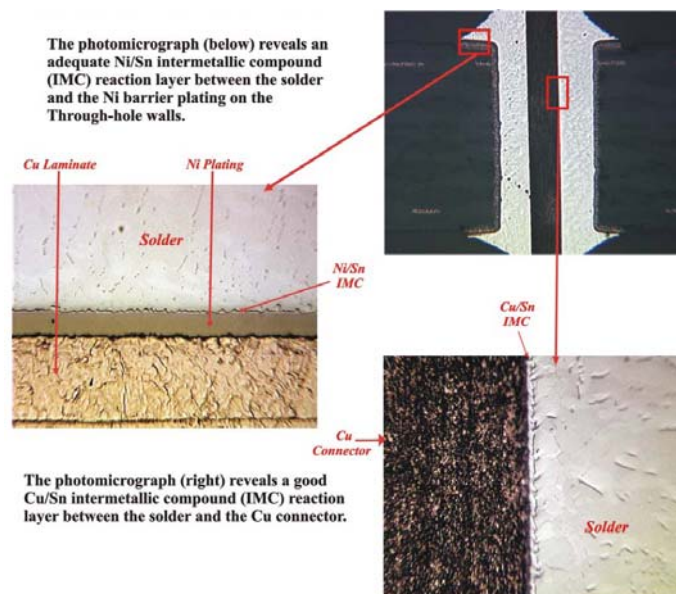 The photomicrograph (below) reveals an
adequate Ni/Sn intermetallic compound
(IMC) reaction layer between the solder
and the Ni barrier plating on the
Through-hole walls.
Cu Laminate
Ni Plating
Solder
Ni/Sn
IMC
Cu/Sn
IMC
Cu
Connector
Solder
The photomicrograph (right) reveals a good
Cu/Sn intermetallic compound (IMC) reaction
layer between the solder and the Cu connector.